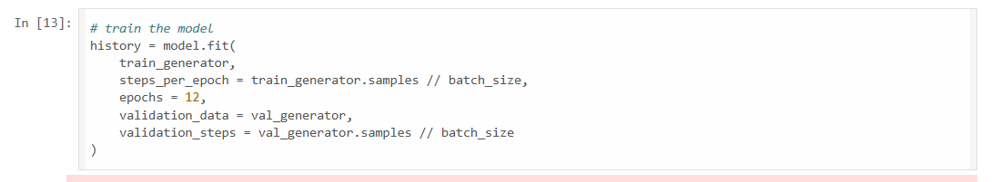 In [13]:
# train the model
history = model.fit(
    train_generator,
    steps_per_epoch = train_generator.samples // batch_size,
    epochs = 12,
    validation_data = val_generator,
    validation_steps = val_generator.samples // batch_size
)